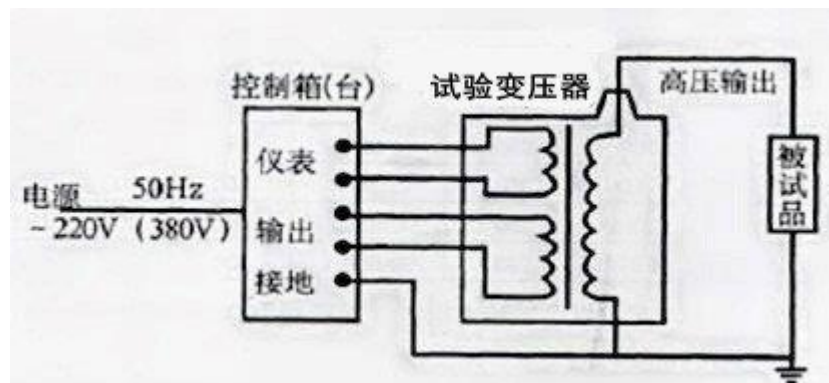 控制箱(台)
试验变压器
高压输出
仪表
输出
接地
电源
50Hz
~220V (380V)
被试品